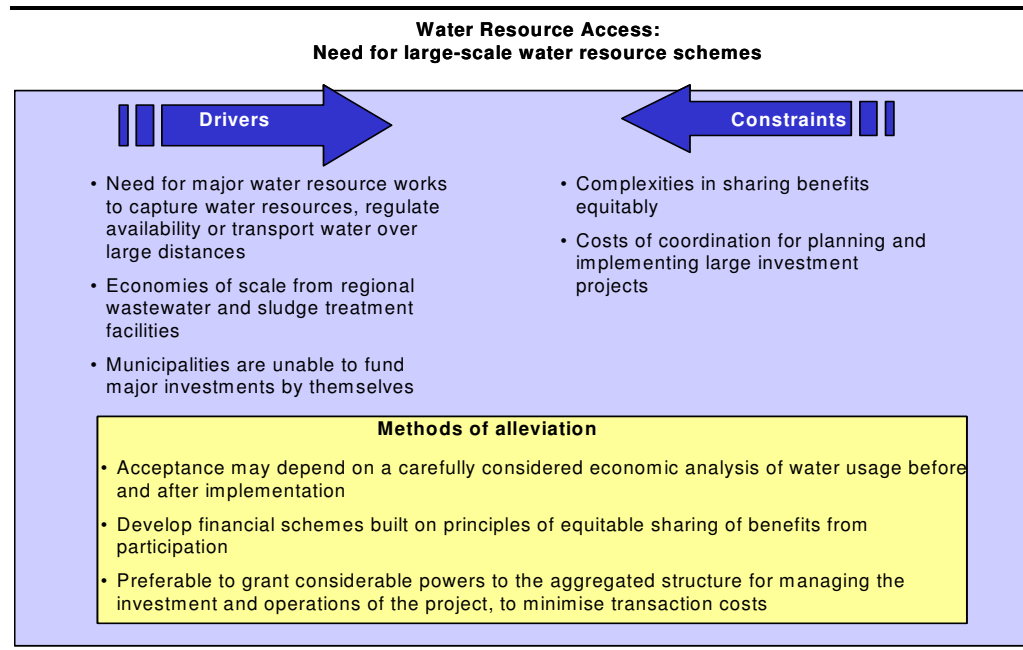 Water Resource Access:
Need for large-scale water resource schemes
Drivers
Constraints
• Need for major water resource works
to capture water resources, regulate
availability or transport water over
large distances
• Economies of scale from regional
wastewater and sludge treatment
facilities
• Municipalities are unable to fund
major investments by themselves
• Complexities in sharing benefits
equitably
• Costs of coordination for planning and
implementing large investment
projects
Methods of alleviation
• Acceptance may depend on a carefully considered economic analysis of water usage before
and after implementation
• Develop financial schemes built on principles of equitable sharing of benefits from
participation
• Preferable to grant considerable powers to the aggregated structure for managing the
investment and operations of the project, to minimise transaction costs